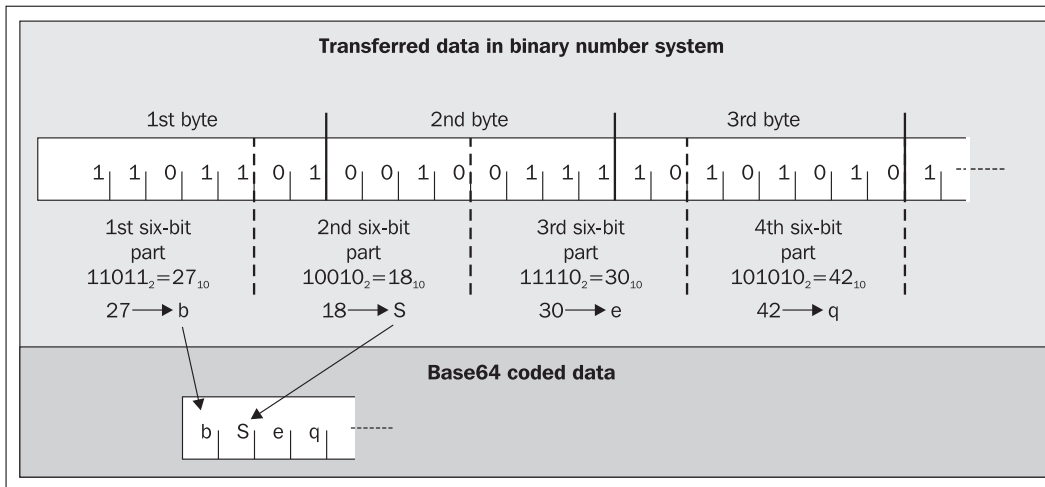 Transferred data in binary number system
1st byte 2nd byte 3rd byte
1 1 0 1 1 0 1 0 0 1 0 0 1 1 1 1 0 1 0 1 0 1 0 1
1st six-bit 2nd six-bit 3rd six-bit 4th six-bit
part part part part
11011₂=27₁₀ 10010₂=18₁₀ 11110₂=30₁₀ 101010₂=42₁₀
27 → b 18 → S 30 → e 42 → q
Base64 coded data
b S e q